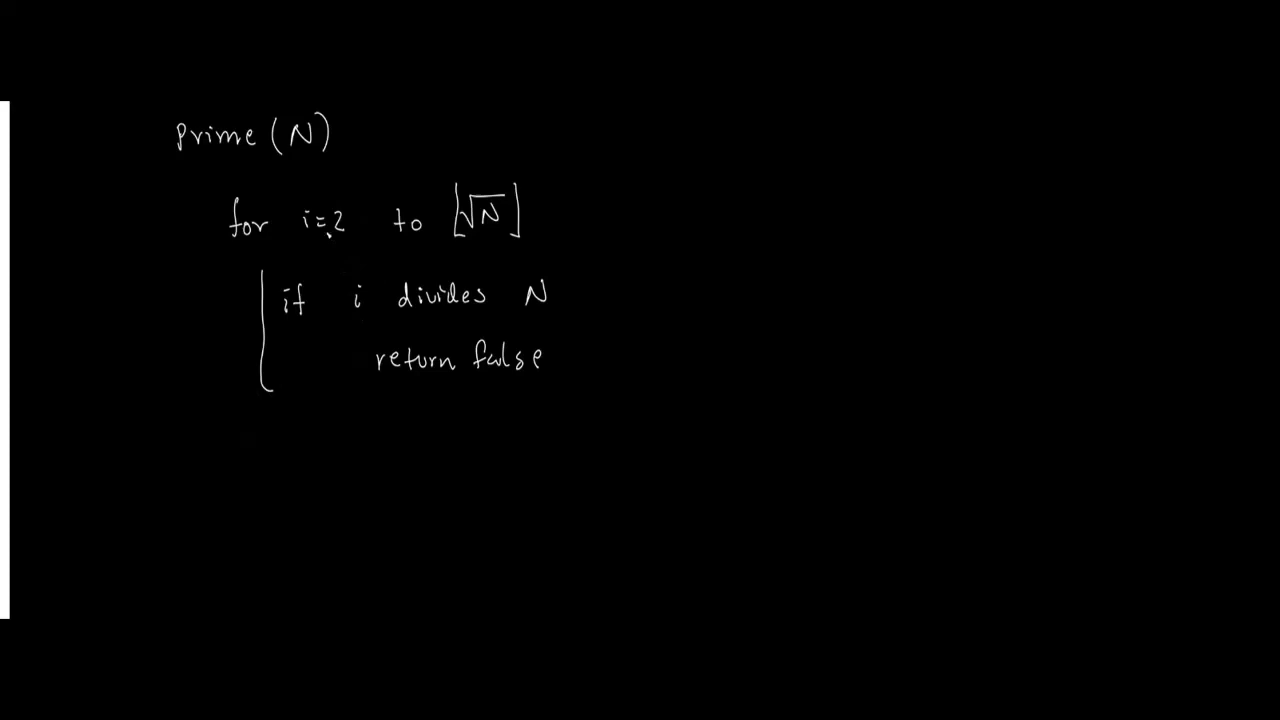 Prime (N)
for i=2 to ⌊√N⌋
if i divides N
return false